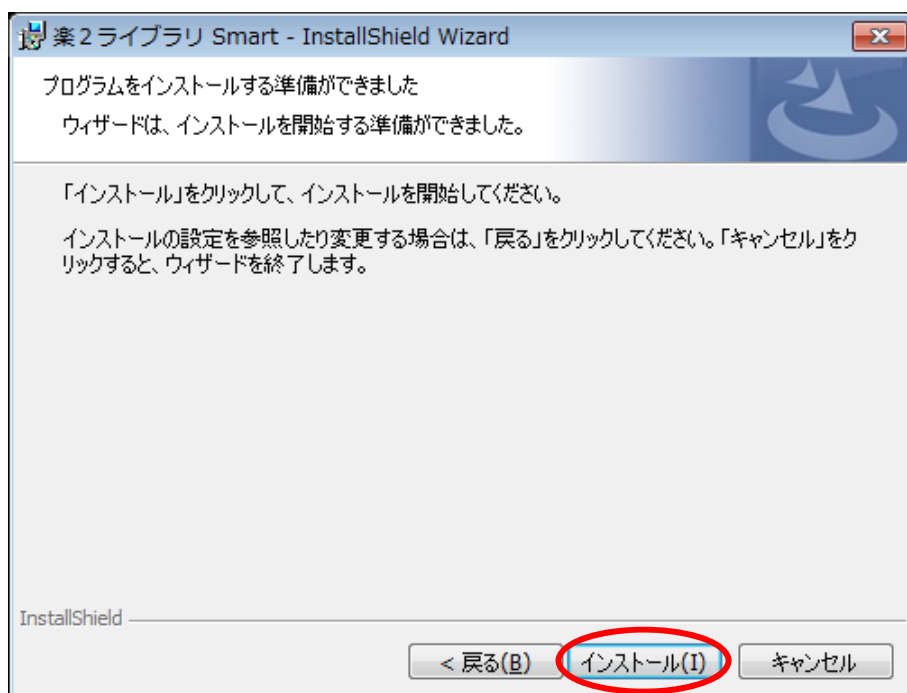 楽2ライブラリ Smart - InstallShield Wizard
プログラムをインストールする準備ができました
ウィザードは、インストールを開始する準備ができました。
「インストール」をクリックして、インストールを開始してください。
インストールの設定を参照したり変更する場合は、「戻る」をクリックしてください。「キャンセル」をク
リックすると、ウィザードを終了します。
InstallShield
< 戻る(B)
インストール(I)
キャンセル